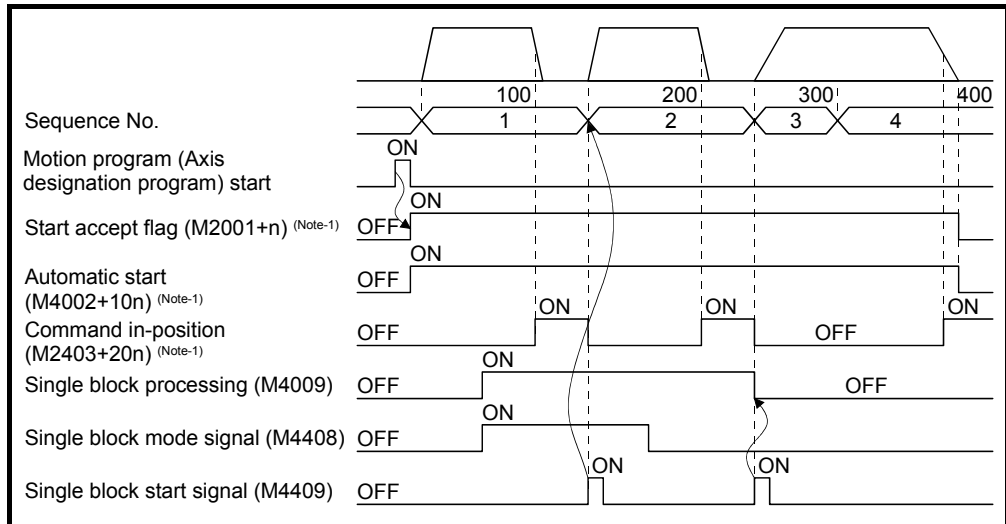 100 200 300 400
Sequence No. 1 2 3 4
ON
Motion program (Axis
designation program) start
ON
Start accept flag (M2001+n) (Note-1) OFF
ON
Automatic start
(M4002+10n) (Note-1) OFF
ON ON ON
Command in-position
(M2403+20n) (Note-1) OFF OFF
ON
Single block processing (M4009) OFF OFF
ON
Single block mode signal (M4408) OFF
ON ON
Single block start signal (M4409) OFF